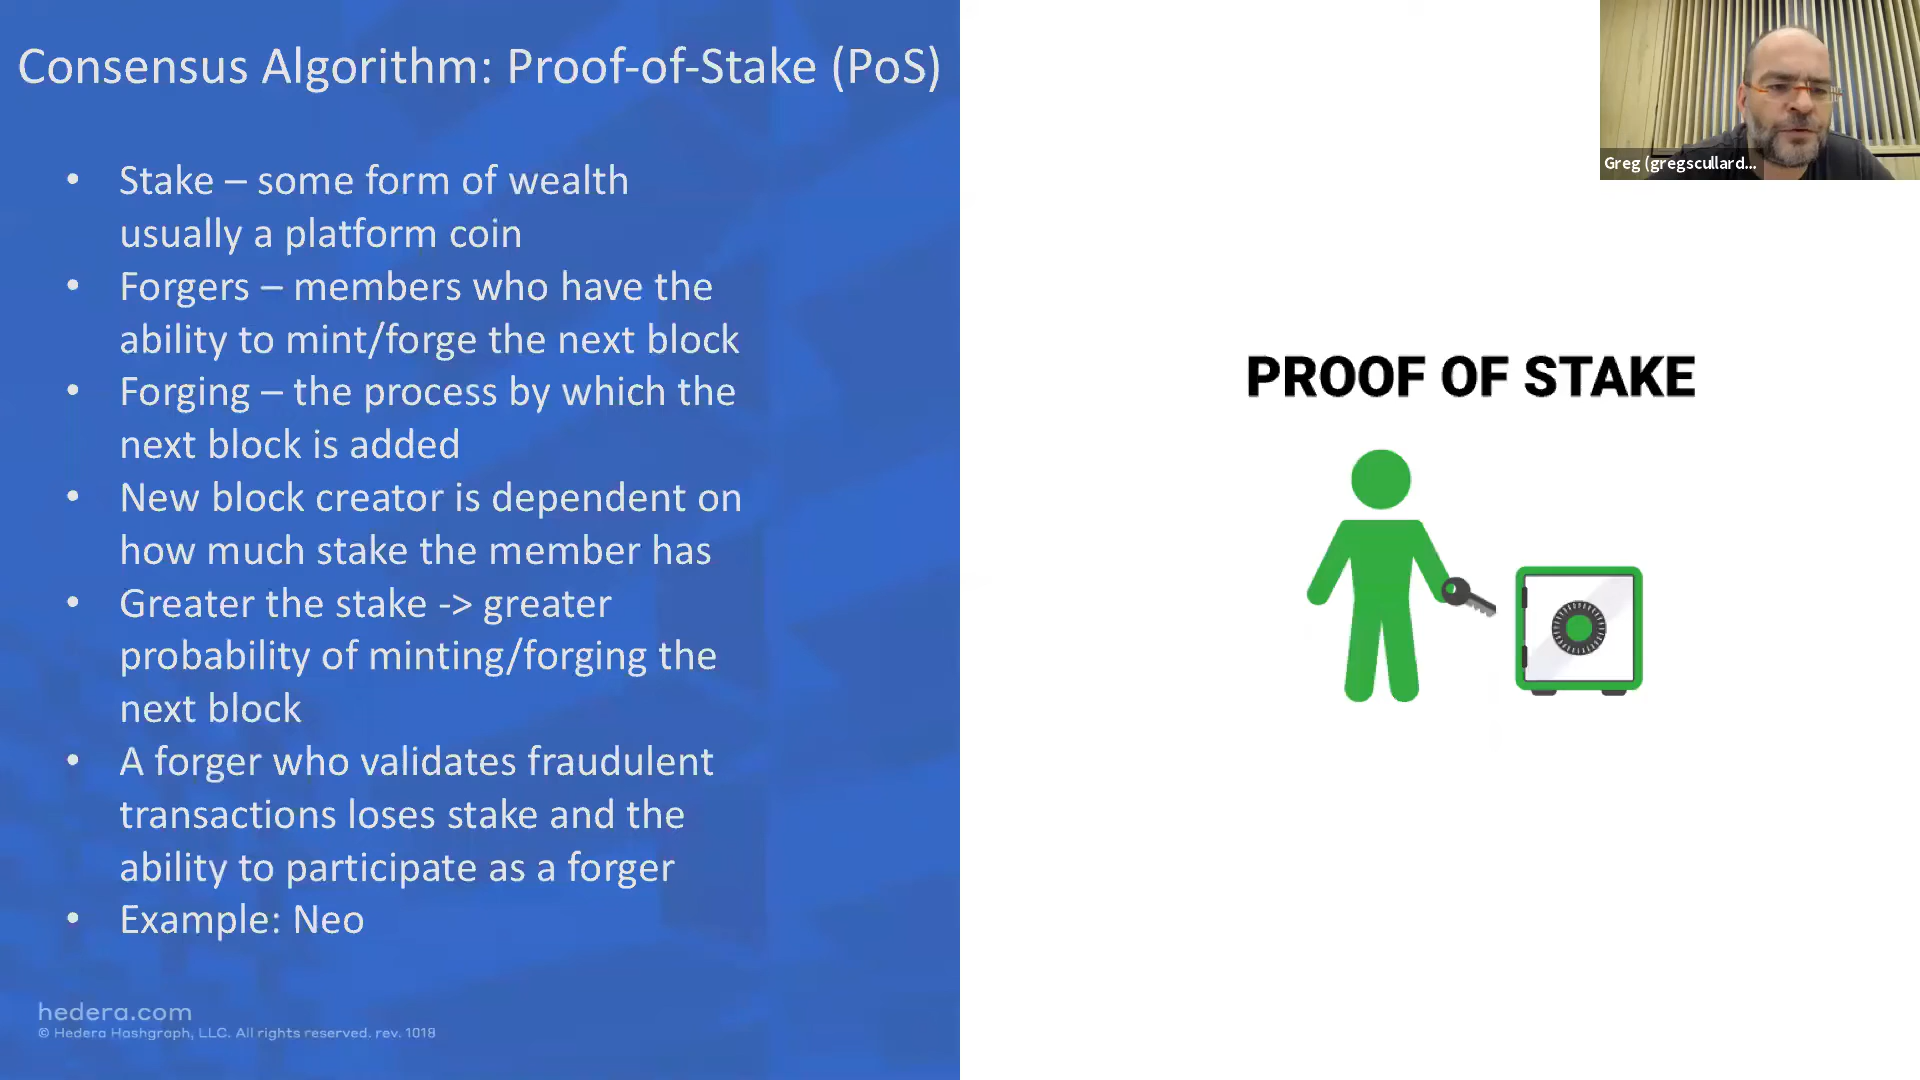 Consensus Algorithm: Proof-of-Stake (PoS)
• Stake – some form of wealth
usually a platform coin
• Forgers – members who have the
ability to mint/forge the next block
• Forging – the process by which the
next block is added
• New block creator is dependent on
how much stake the member has
• Greater the stake -> greater
probability of minting/forging the
next block
• A forger who validates fraudulent
transactions loses stake and the
ability to participate as a forger
• Example: Neo
hedera.com
© Hedera Hashgraph, LLC. All rights reserved. rev. 1018
PROOF OF STAKE
Greg (gregscullard...